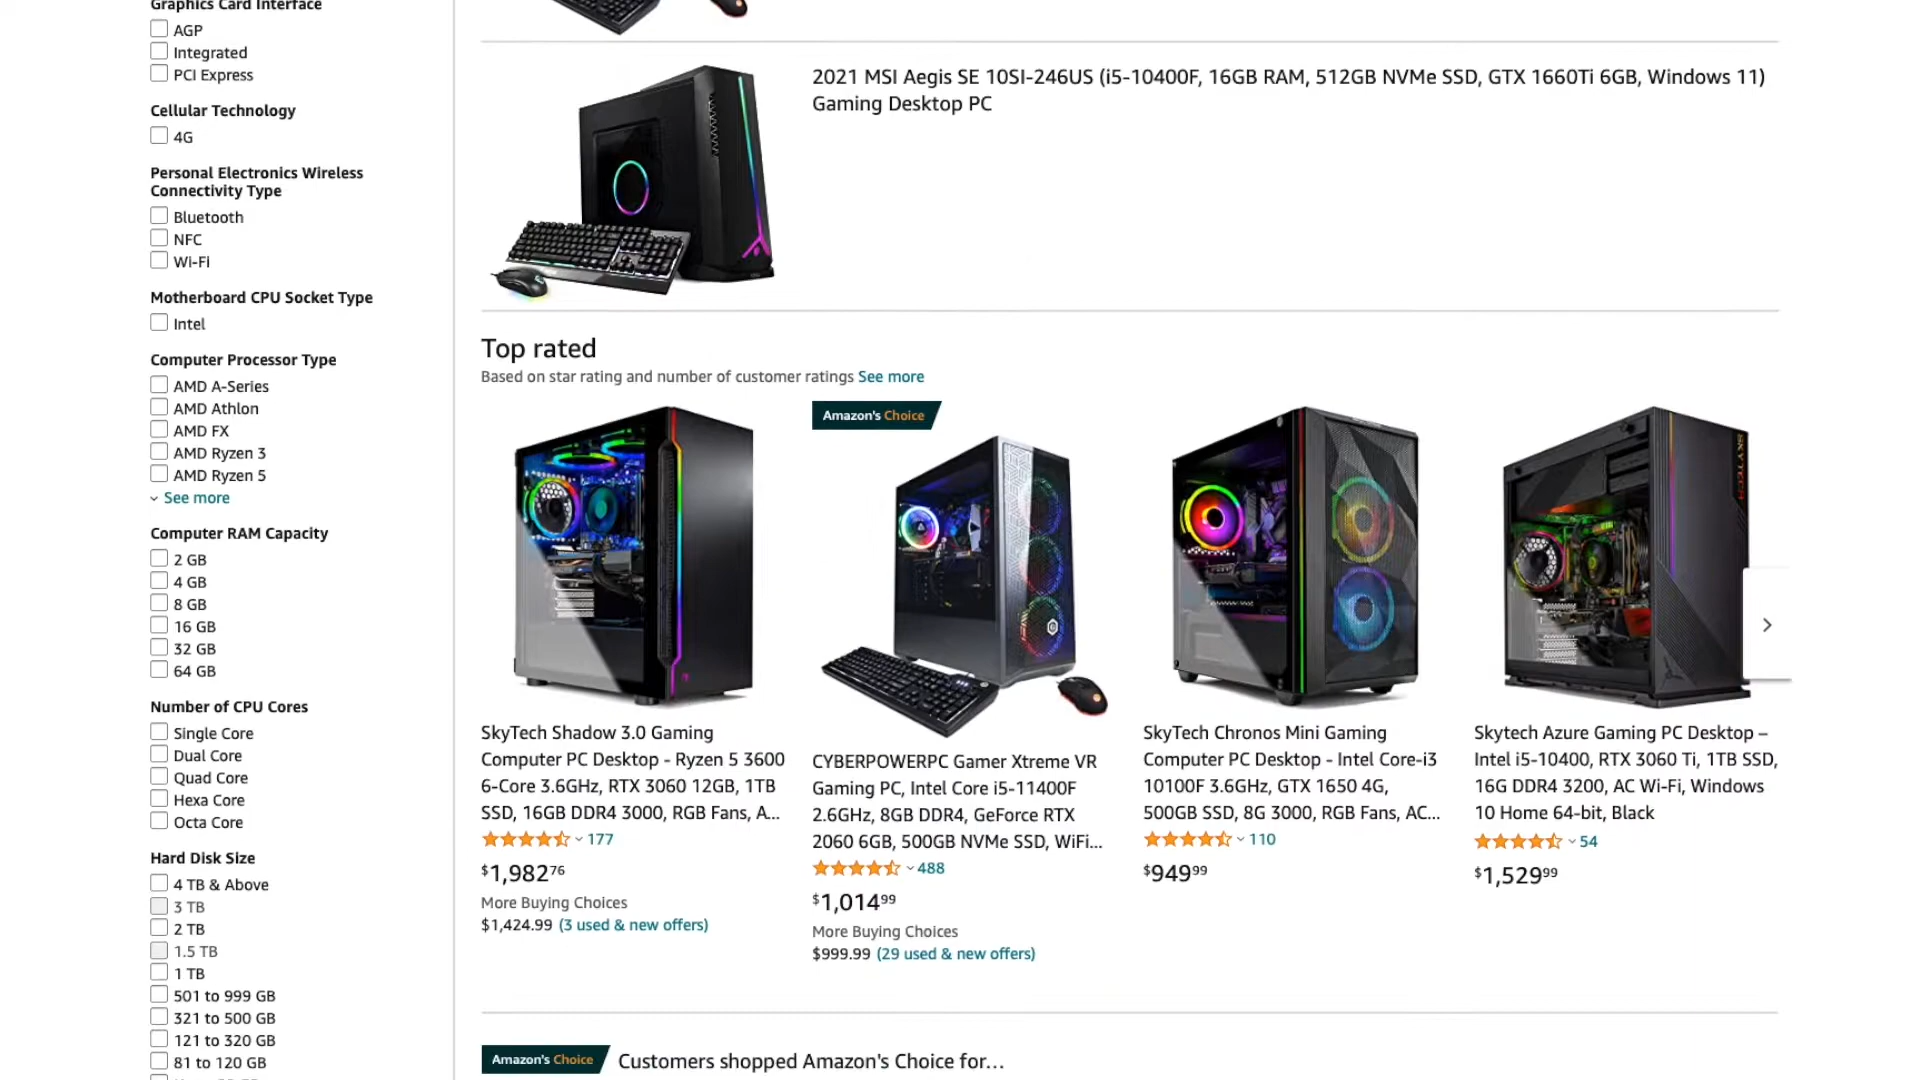 Graphics Card Interface
AGP
Integrated
PCI Express
Cellular Technology
4G
Personal Electronics Wireless
Connectivity Type
Bluetooth
NFC
Wi-Fi
Motherboard CPU Socket Type
Intel
Computer Processor Type
AMD A-Series
AMD Athlon
AMD FX
AMD Ryzen 3
AMD Ryzen 5
See more
Computer RAM Capacity
2 GB
4 GB
8 GB
16 GB
32 GB
64 GB
Number of CPU Cores
Single Core
Dual Core
Quad Core
Hexa Core
Octa Core
Hard Disk Size
4 TB & Above
3 TB
2 TB
1.5 TB
1 TB
501 to 999 GB
321 to 500 GB
121 to 320 GB
81 to 120 GB
2021 MSI Aegis SE 10SI-246US (i5-10400F, 16GB RAM, 512GB NVMe SSD, GTX 1660Ti 6GB, Windows 11)
Gaming Desktop PC
Top rated
Based on star rating and number of customer ratings See more
SkyTech Shadow 3.0 Gaming
Computer PC Desktop - Ryzen 5 3600
6-Core 3.6GHz, RTX 3060 12GB, 1TB
SSD, 16GB DDR4 3000, RGB Fans, A...
177
$1,982 76
More Buying Choices
$1,424.99 (3 used & new offers)
Amazon's Choice
CYBERPOWERPC Gamer Xtreme VR
Gaming PC, Intel Core i5-11400F
2.6GHz, 8GB DDR4, GeForce RTX
2060 6GB, 500GB NVMe SSD, WiFi...
488
$1,014 99
More Buying Choices
$999.99 (29 used & new offers)
SkyTech Chronos Mini Gaming
Computer PC Desktop - Intel Core-i3
10100F 3.6GHz, GTX 1650 4G,
500GB SSD, 8G 3000, RGB Fans, AC...
110
$949 99
SKYTECH
Skytech Azure Gaming PC Desktop –
Intel i5-10400, RTX 3060 Ti, 1TB SSD,
16G DDR4 3200, AC Wi-Fi, Windows
10 Home 64-bit, Black
54
$1,529 99
Amazon's Choice Customers shopped Amazon's Choice for…